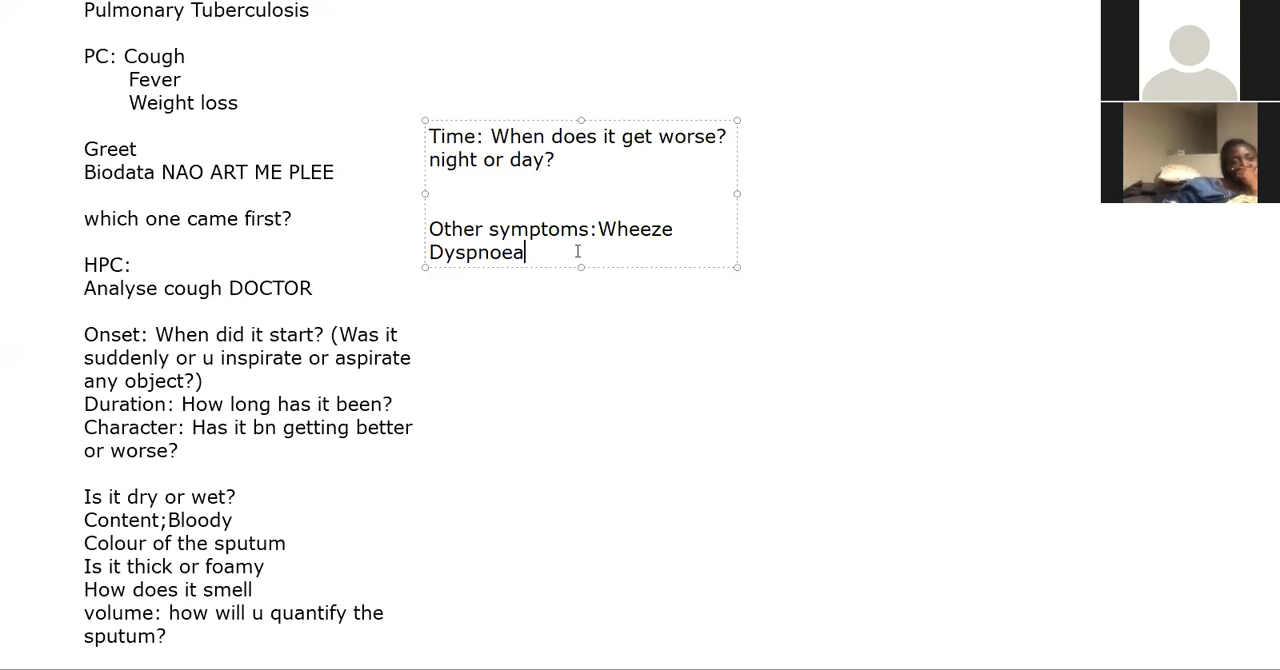 Pulmonary Tuberculosis
PC: Cough
Fever
Weight loss
Greet
Biodata NAO ART ME PLEE
which one came first?
HPC:
Analyse cough DOCTOR
Onset: When did it start? (Was it
suddenly or u inspirate or aspirate
any object?)
Duration: How long has it been?
Character: Has it bn getting better
or worse?
Is it dry or wet?
Content;Bloody
Colour of the sputum
Is it thick or foamy
How does it smell
volume: how will u quantify the
sputum?
Time: When does it get worse?
night or day?
Other symptoms:Wheeze
Dyspnoea